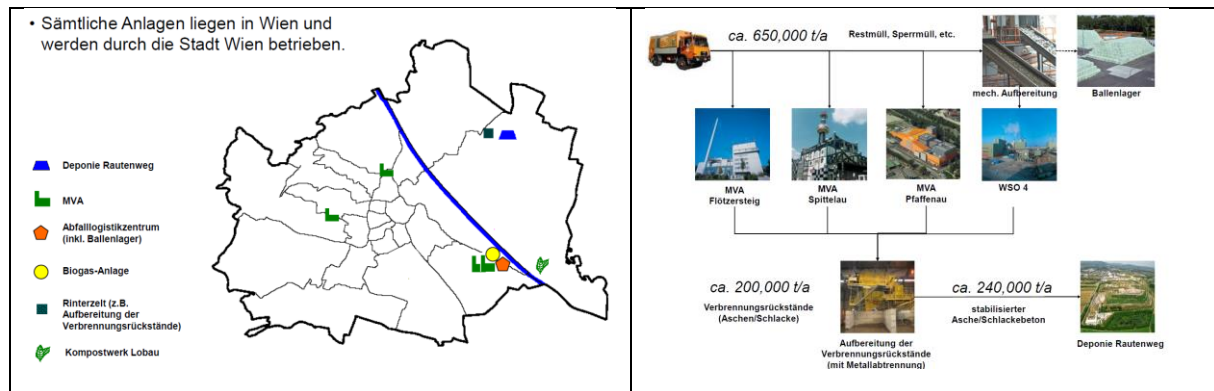 • Sämtliche Anlagen liegen in Wien und
werden durch die Stadt Wien betrieben.
Deponie Rautenweg
MVA
Abfalllogistikzentrum
(inkl. Ballenlager)
Biogas-Anlage
Rinterzelt (z.B.
Aufbereitung der
Verbrennungsrückstände)
Kompostwerk Lobau
ca. 650,000 t/a
Restmüll, Sperrmüll, etc.
mech. Aufbereitung
Ballenlager
MVA
Flötzersteig
MVA
Spittelau
MVA
Pfaffenau
WSO 4
ca. 200,000 t/a
Verbrennungsrückstände
(Aschen/Schlacke)
Aufbereitung der
Verbrennungsrückstände
(mit Metallabtrennung)
ca. 240,000 t/a
stabilisierter
Asche/Schlackebeton
Deponie Rautenweg